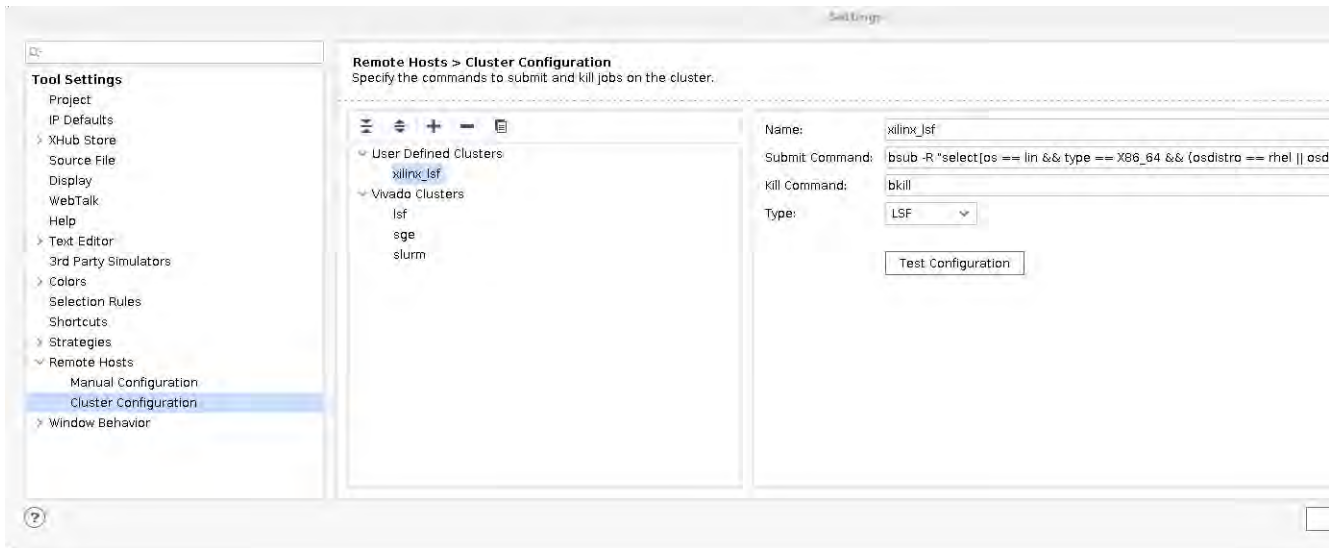 Settings
Tool Settings
Project
IP Defaults
XHub Store
Source File
Display
WebTalk
Help
Text Editor
3rd Party Simulators
Colors
Selection Rules
Shortcuts
Strategies
Remote Hosts
Manual Configuration
Cluster Configuration
Window Behavior
Remote Hosts > Cluster Configuration
Specify the commands to submit and kill jobs on the cluster.
User Defined Clusters
xilinx_lsf
Vivado Clusters
lsf
sge
slurm
Name: xilinx_lsf
Submit Command: bsub -R "select[os == lin && type == X86_64 && (osdistro == rhel || osd
Kill Command: bkill
Type: LSF
Test Configuration
?